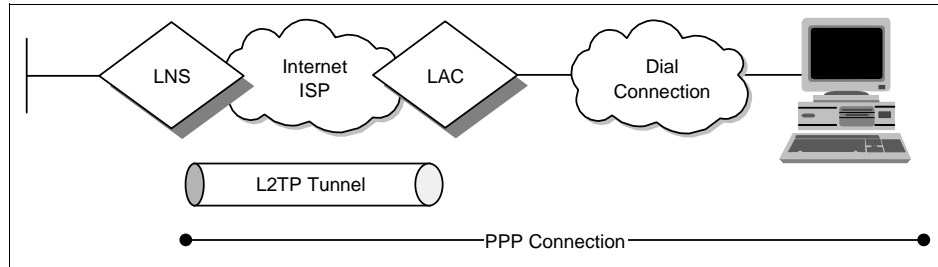 LNS
Internet
ISP
LAC
Dial
Connection
L2TP Tunnel
PPP Connection